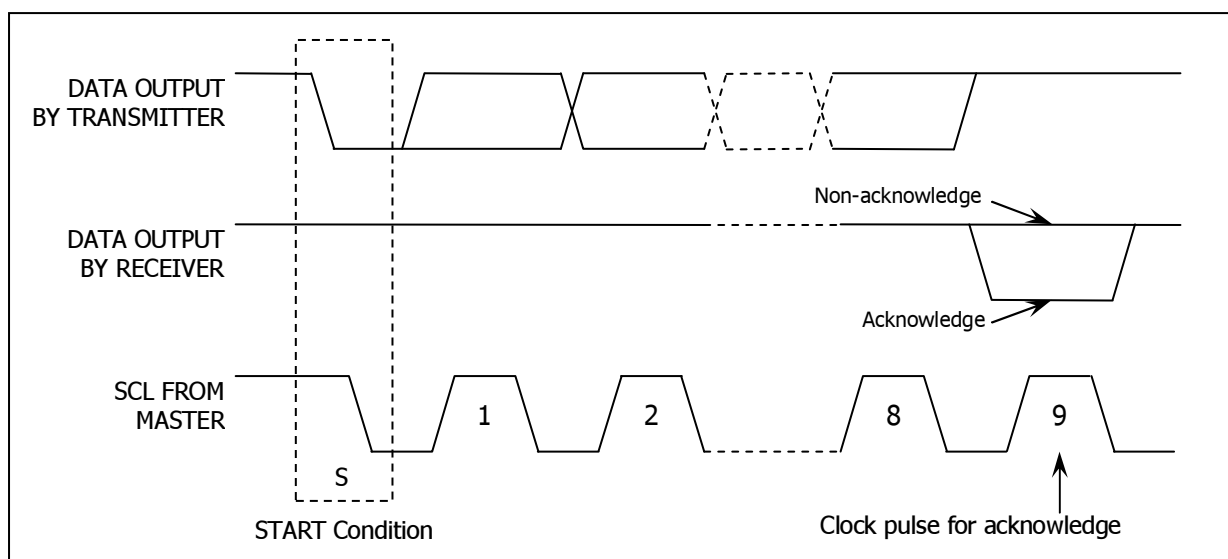 DATA OUTPUT
BY TRANSMITTER
Non-acknowledge
DATA OUTPUT
BY RECEIVER
Acknowledge
SCL FROM
MASTER
1
2
8
9
S
START Condition
Clock pulse for acknowledge